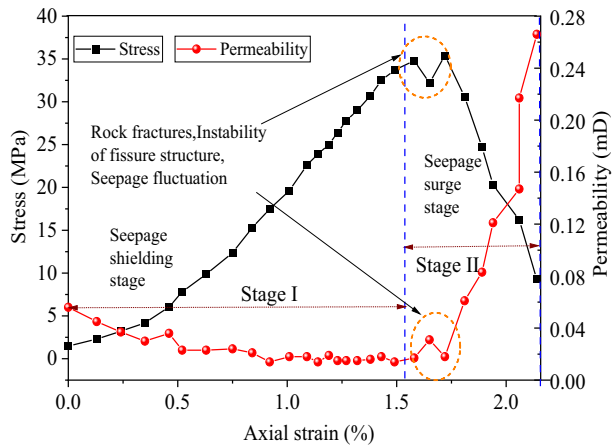 Stress
Permeability
Rock fractures,Instability
of fissure structure,
Seepage fluctuation
Seepage
shielding
stage
Seepage
surge
stage
Stage I
Stage II
Stress (MPa)
40
35
30
25
20
15
10
5
0
Permeability (mD)
0.28
0.24
0.20
0.16
0.12
0.08
0.04
0.00
0.0
0.5
1.0
1.5
2.0
Axial strain (%)